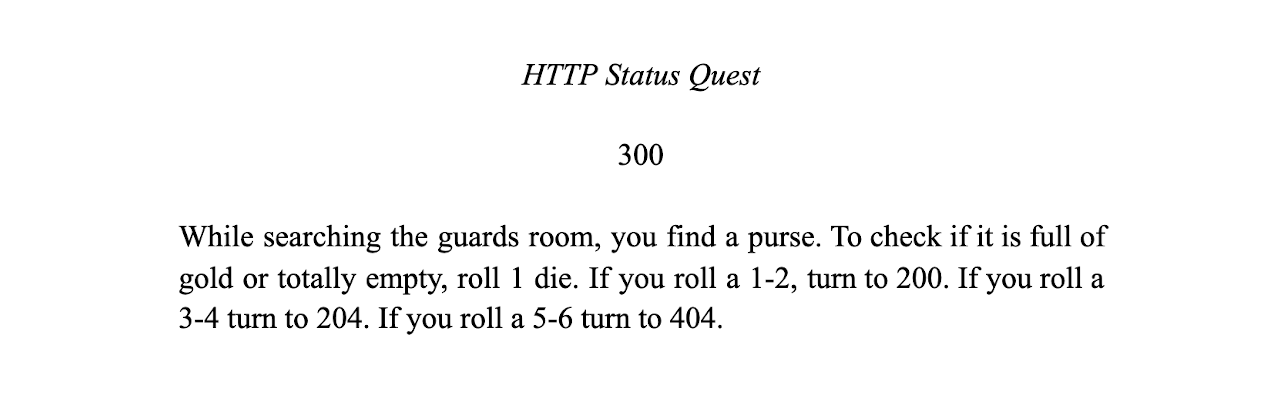 HTTP Status Quest
300
While searching the guards room, you find a purse. To check if it is full of
gold or totally empty, roll 1 die. If you roll a 1-2, turn to 200. If you roll a
3-4 turn to 204. If you roll a 5-6 turn to 404.